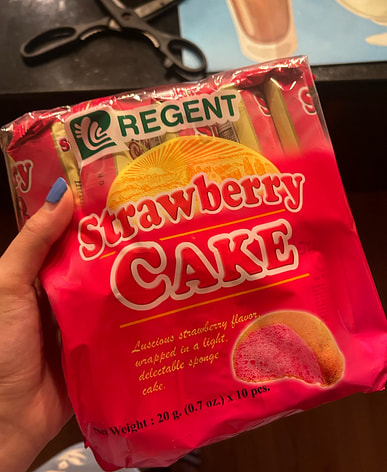 REGENT
Strawberry
CAKE
Luscious strawberry flavor,
wrapped in a light,
delectable sponge
cake.
Weight : 20 g. (0.7 oz.) x 10 pcs.